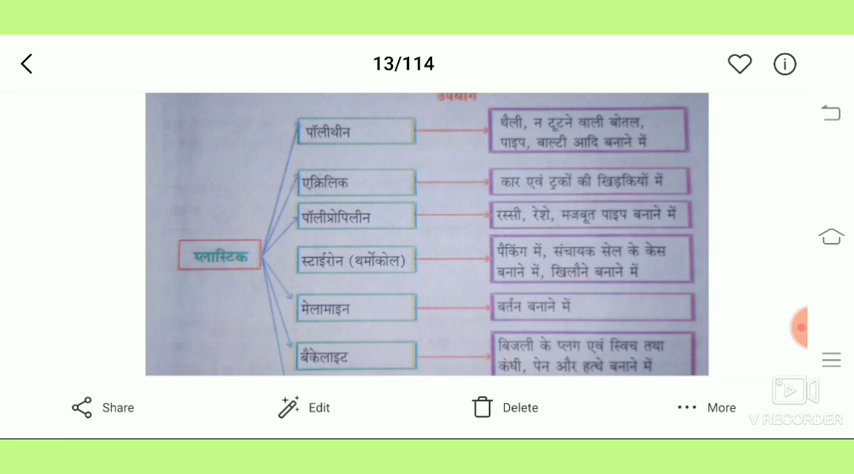 13/114
उपयोग
पॉलीथीन
थैली, न टूटने वाली बोतल,
पाइप, बाल्टी आदि बनाने में
एक्रिलिक
कार एवं ट्रकों की खिड़कियों में
पॉलीप्रोपिलीन
रस्सी, रेशे, मजबूत पाइप बनाने में
प्लास्टिक
स्टाईरोन (थर्मोकोल)
पैंकिंग में, संचायक सेल के केस
बनाने में, खिलौने बनाने में
मेलामाइन
बर्तन बनाने में
बैकेलाइट
बिजली के प्लग एवं स्विच तथा
कंघी, पेन और हत्थे बनाने में
Share
Edit
Delete
More
V RECORDER